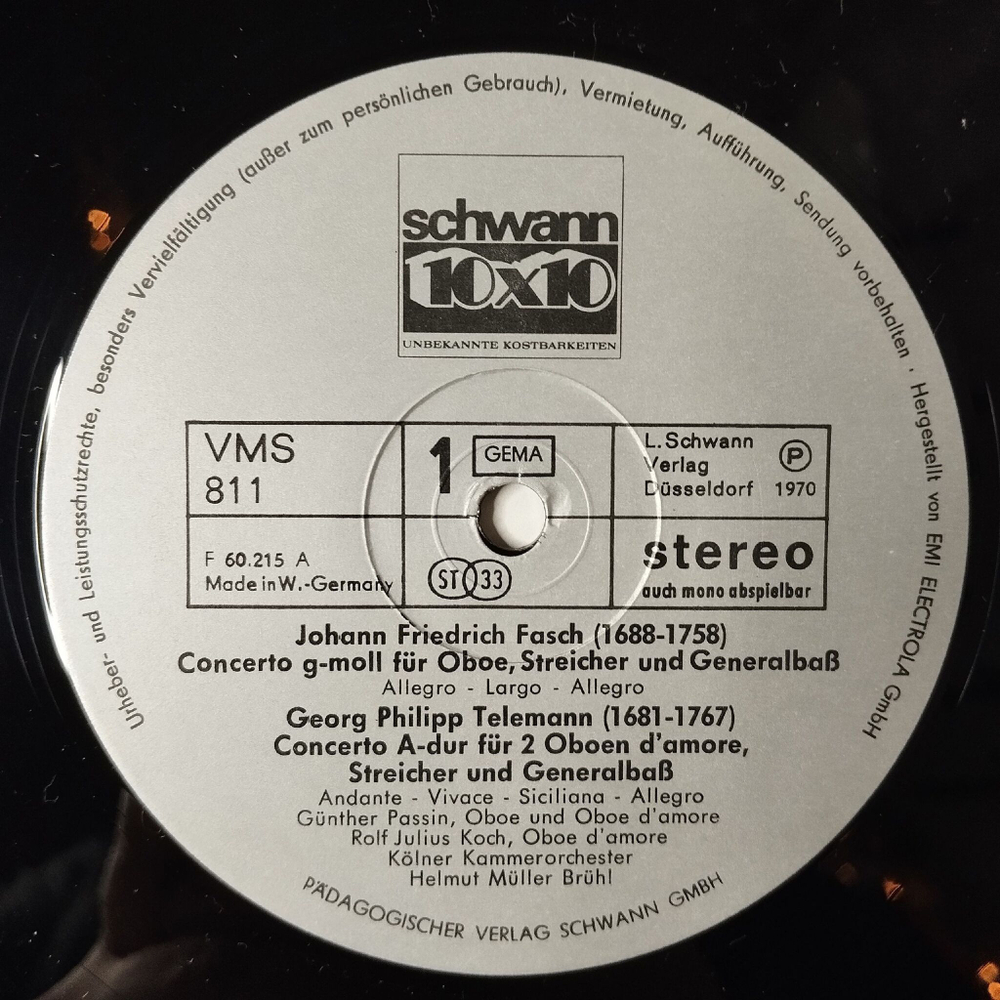 Urheber- und Leistungsschutzrechte, besonders Vervielfältigung (außer zum persönlichen Gebrauch), Vermietung, Aufführung, Sendung vorbehalten · Hergestellt von EMI ELECTROLA GmbH
schwann
10x10
UNBEKANNTE KOSTBARKEITEN
VMS
811
1
GEMA
L. Schwann
Verlag
Düsseldorf
P
1970
F 60.215 A
Made in W.-Germany
ST 33
stereo
auch mono abspielbar
Johann Friedrich Fasch (1688-1758)
Concerto g-moll für Oboe, Streicher und Generalbaß
Allegro - Largo - Allegro
Georg Philipp Telemann (1681-1767)
Concerto A-dur für 2 Oboen d'amore,
Streicher und Generalbaß
Andante - Vivace - Siciliana - Allegro
Günther Passin, Oboe und Oboe d'amore
Rolf Julius Koch, Oboe d'amore
Kölner Kammerorchester
Helmut Müller Brühl
PÄDAGOGISCHER VERLAG SCHWANN GMBH